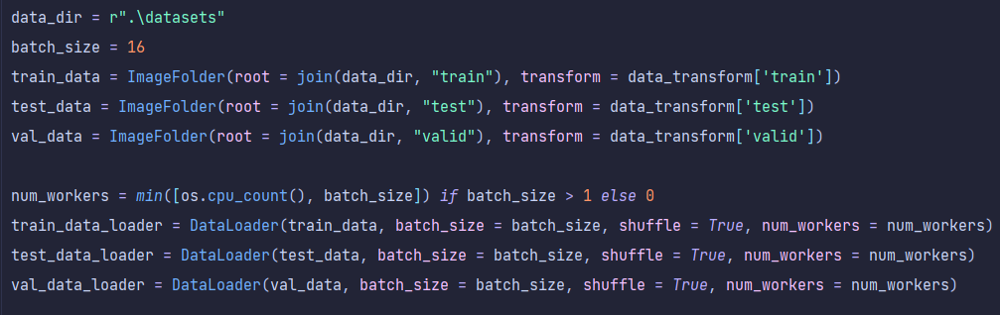 data_dir = r".\datasets"
batch_size = 16
train_data = ImageFolder(root = join(data_dir, "train"), transform = data_transform['train'])
test_data = ImageFolder(root = join(data_dir, "test"), transform = data_transform['test'])
val_data = ImageFolder(root = join(data_dir, "valid"), transform = data_transform['valid'])
num_workers = min([os.cpu_count(), batch_size]) if batch_size > 1 else 0
train_data_loader = DataLoader(train_data, batch_size = batch_size, shuffle = True, num_workers = num_workers)
test_data_loader = DataLoader(test_data, batch_size = batch_size, shuffle = True, num_workers = num_workers)
val_data_loader = DataLoader(val_data, batch_size = batch_size, shuffle = True, num_workers = num_workers)